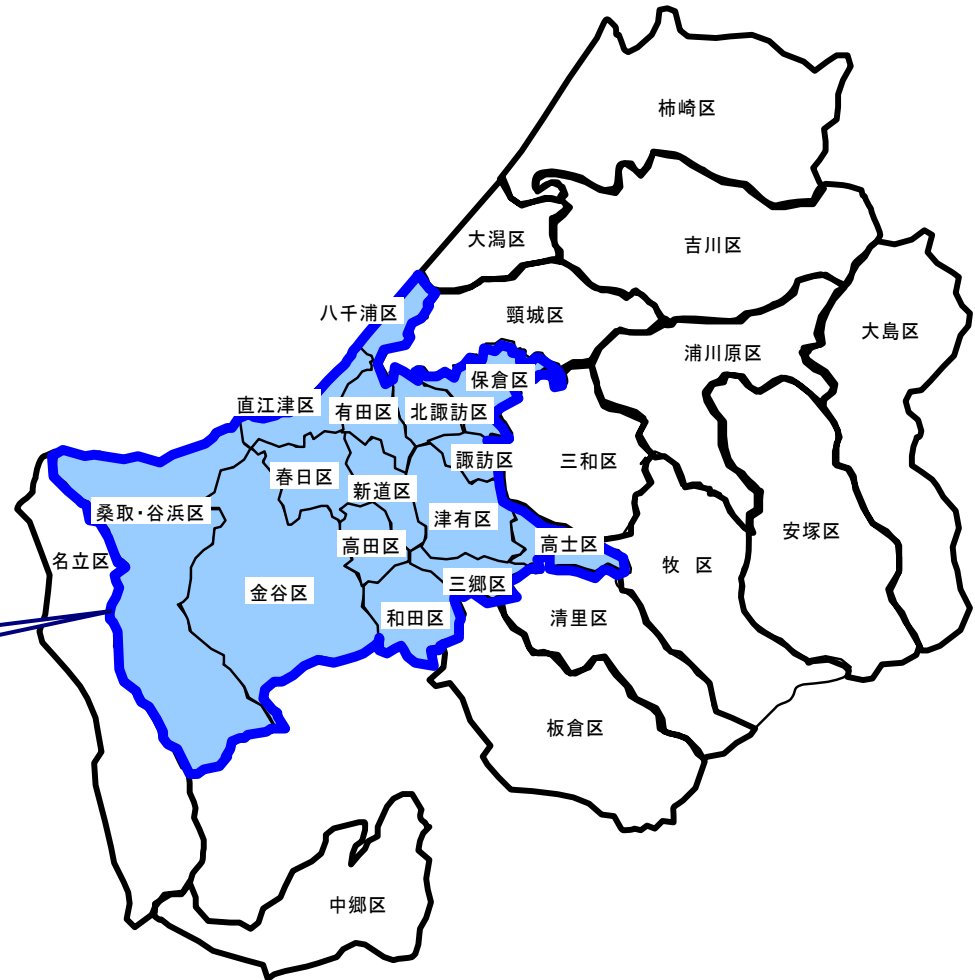 柿崎区
大潟区
吉川区
八千浦区
頸城区
大島区
浦川原区
保倉区
直江津区
有田区
北諏訪区
諏訪区
三和区
春日区
新道区
桑取・谷浜区
津有区
安塚区
高田区
高士区
名立区
牧 区
三郷区
金谷区
和田区
清里区
板倉区
中郷区